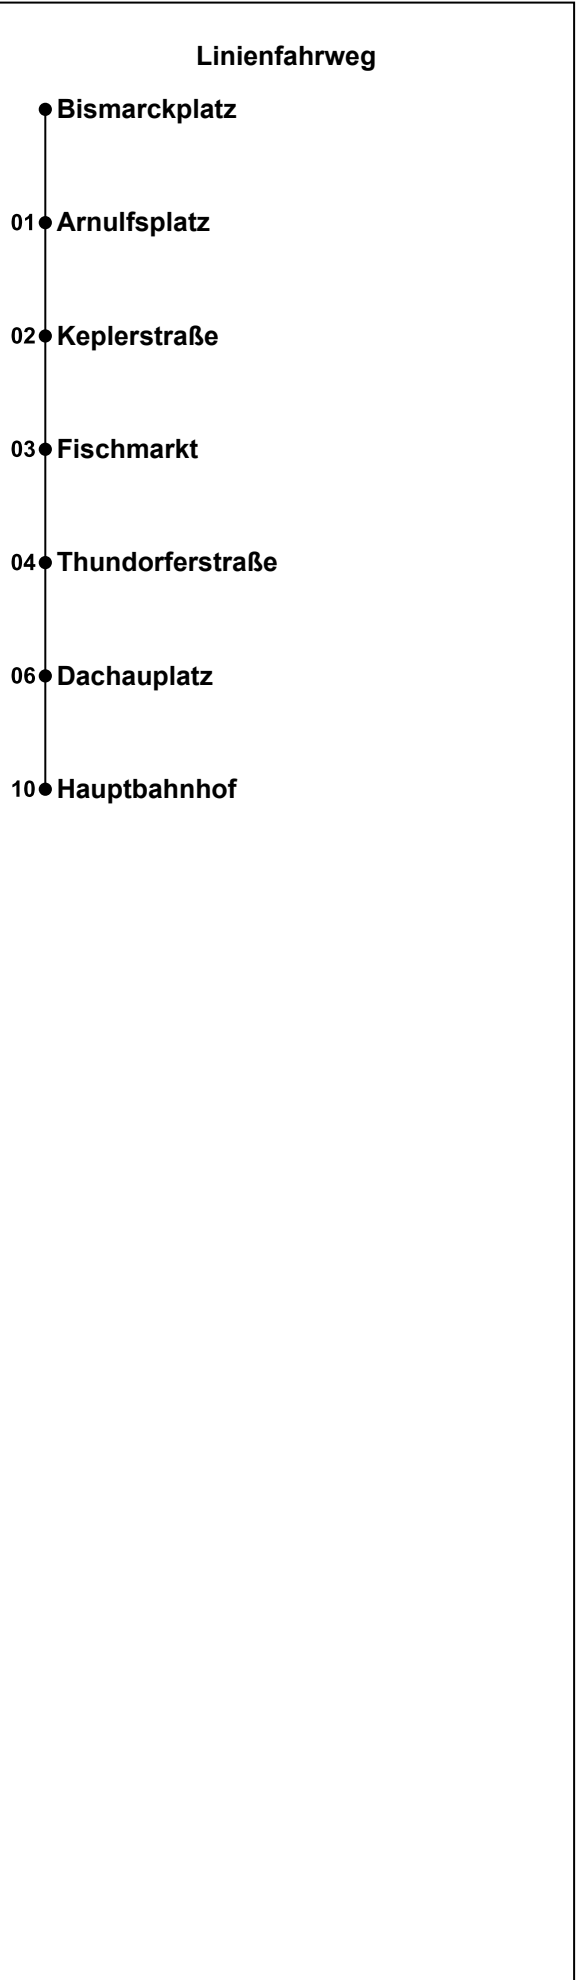 Linienfahrweg
Bismarckplatz
01 Arnulfsplatz
02 Keplerstraße
03 Fischmarkt
04 Thundorferstraße
06 Dachauplatz
10 Hauptbahnhof